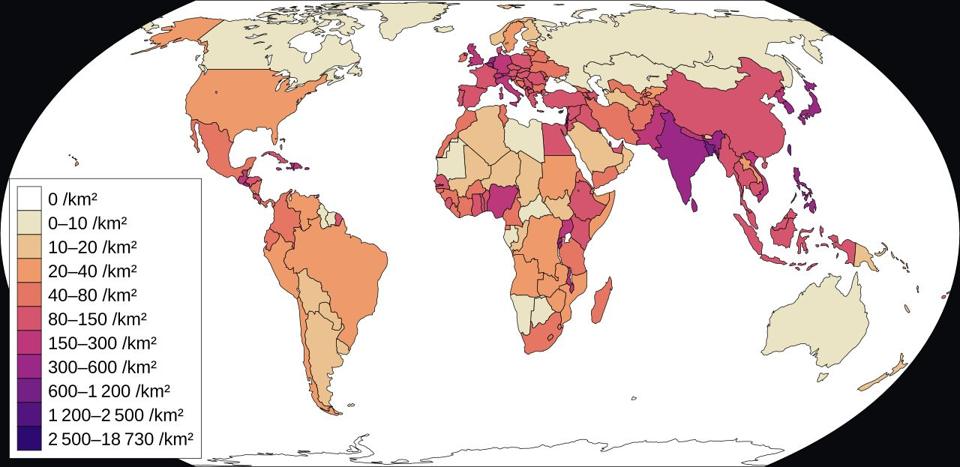 0 /km²
0–10 /km²
10–20 /km²
20–40 /km²
40–80 /km²
80–150 /km²
150–300 /km²
300–600 /km²
600–1 200 /km²
1 200–2 500 /km²
2 500–18 730 /km²